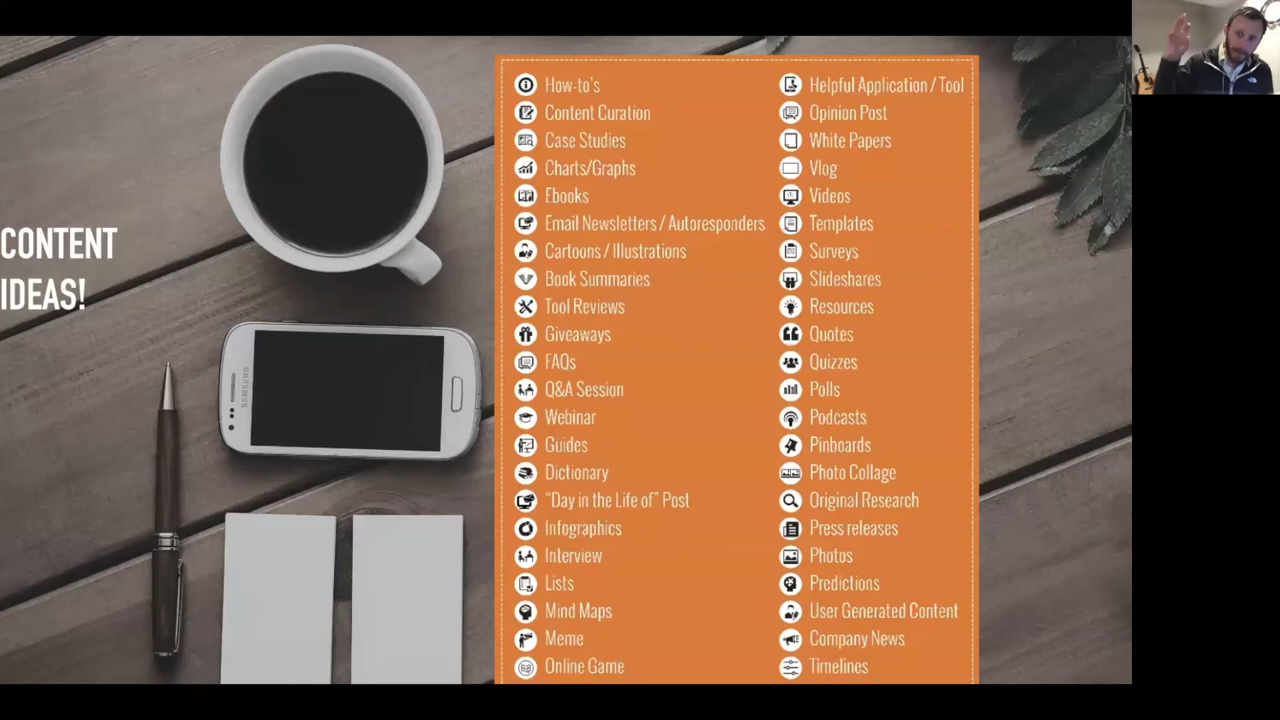 CONTENT
IDEAS!
How-to's
Content Curation
Case Studies
Charts/Graphs
Ebooks
Email Newsletters / Autoresponders
Cartoons / Illustrations
Book Summaries
Tool Reviews
Giveaways
FAQs
Q&A Session
Webinar
Guides
Dictionary
“Day in the Life of” Post
Infographics
Interview
Lists
Mind Maps
Meme
Online Game
Helpful Application / Tool
Opinion Post
White Papers
Vlog
Videos
Templates
Surveys
Slideshares
Resources
Quotes
Quizzes
Polls
Podcasts
Pinboards
Photo Collage
Original Research
Press releases
Photos
Predictions
User Generated Content
Company News
Timelines
SAMSUNG